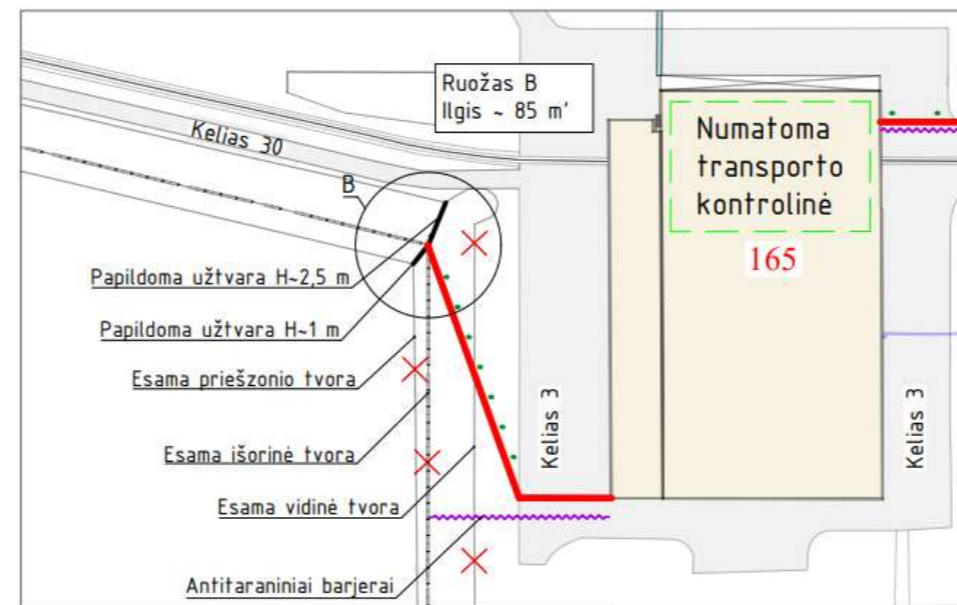 Ruožas B
Ilgis ~ 85 m'
Numatoma
transporto
kontrolinė
165
Kelias 30
B
Papildoma užtvara H~2,5 m
Papildoma užtvara H~1 m
Esama priešzonio tvora
Esama išorinė tvora
Esama vidinė tvora
Antitaraniniai barjerai
Kelias 3
Kelias 3